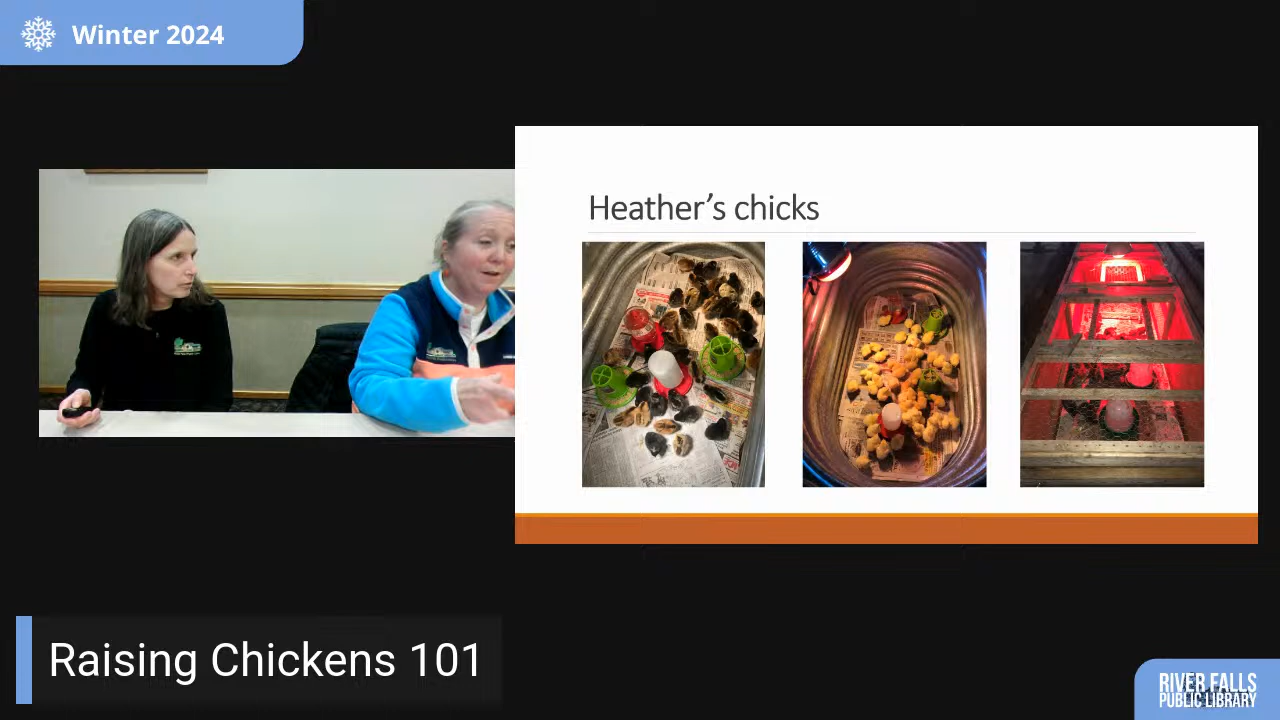 Winter 2024
Heather's chicks
Raising Chickens 101
RIVER FALLS
PUBLIC LIBRARY